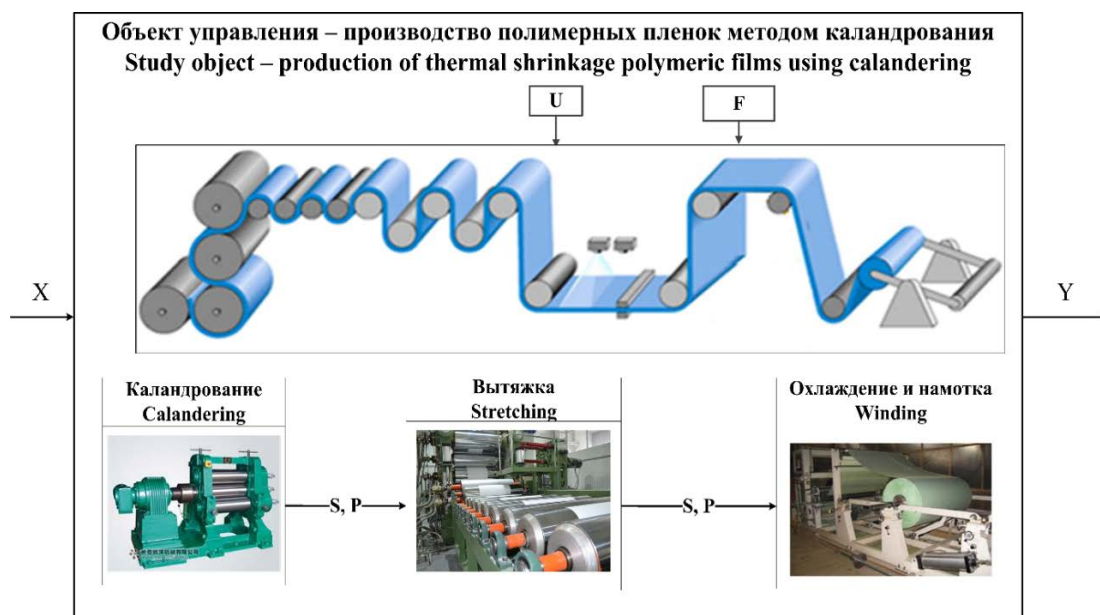 Объект управления – производство полимерных пленок методом каландрования
Study object – production of thermal shrinkage polymeric films using calandering
U
F
X
Y
Каландрование
Calandering
Вытяжка
Stretching
Охлаждение и намотка
Winding
S, P
S, P